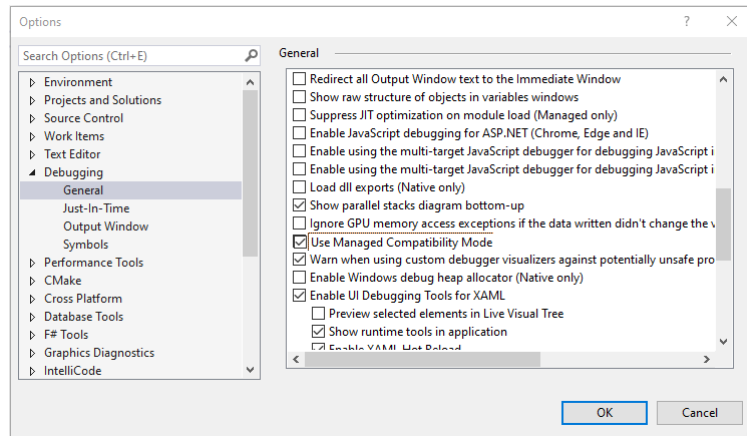 Options
Search Options (Ctrl+E)
Environment
Projects and Solutions
Source Control
Work Items
Text Editor
Debugging
General
Just-In-Time
Output Window
Symbols
Performance Tools
CMake
Cross Platform
Database Tools
F# Tools
Graphics Diagnostics
IntelliCode
General
Redirect all Output Window text to the Immediate Window
Show raw structure of objects in variables windows
Suppress JIT optimization on module load (Managed only)
Enable JavaScript debugging for ASP.NET (Chrome, Edge and IE)
Enable using the multi-target JavaScript debugger for debugging JavaScript i
Enable using the multi-target JavaScript debugger for debugging JavaScript i
Load dll exports (Native only)
Show parallel stacks diagram bottom-up
Ignore GPU memory access exceptions if the data written didn't change the v
Use Managed Compatibility Mode
Warn when using custom debugger visualizers against potentially unsafe pro
Enable Windows debug heap allocator (Native only)
Enable UI Debugging Tools for XAML
Preview selected elements in Live Visual Tree
Show runtime tools in application
Enable XAML Hot Reload
OK
Cancel